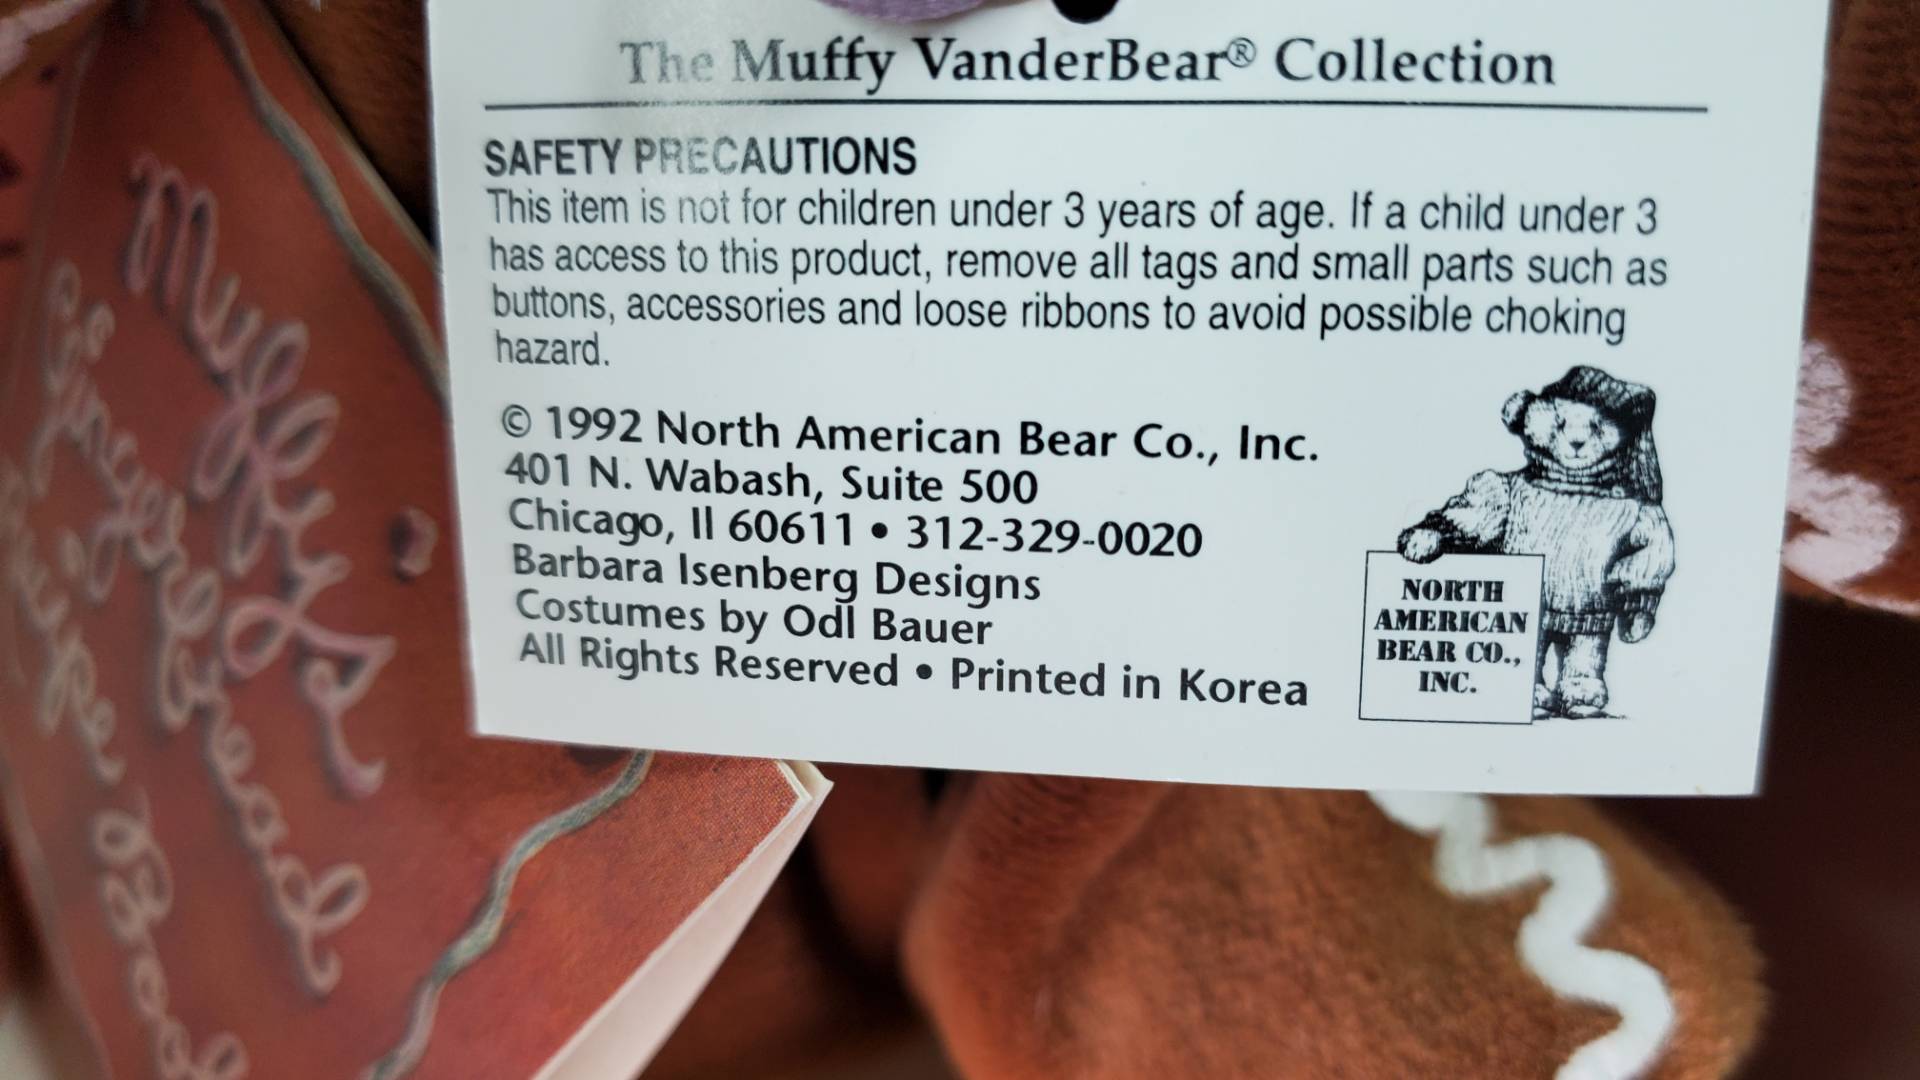 The Muffy VanderBear® Collection
SAFETY PRECAUTIONS
This item is not for children under 3 years of age. If a child under 3
has access to this product, remove all tags and small parts such as
buttons, accessories and loose ribbons to avoid possible choking
hazard.
© 1992 North American Bear Co., Inc.
401 N. Wabash, Suite 500
Chicago, Il 60611 • 312-329-0020
Barbara Isenberg Designs
Costumes by Odl Bauer
All Rights Reserved • Printed in Korea
NORTH
AMERICAN
BEAR CO.,
INC.
Muffy's
Gingerbread